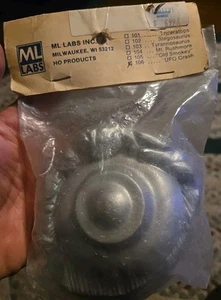 ML
LABS
ML LABS INC.
MILWAUKEE, WI 53212
HO PRODUCTS
101 Triceratops
102 Stegosaurus
103 Tyrannosaurus
104 Mt. Rushmore
105 "Old Smokey"
106 UFO Crash